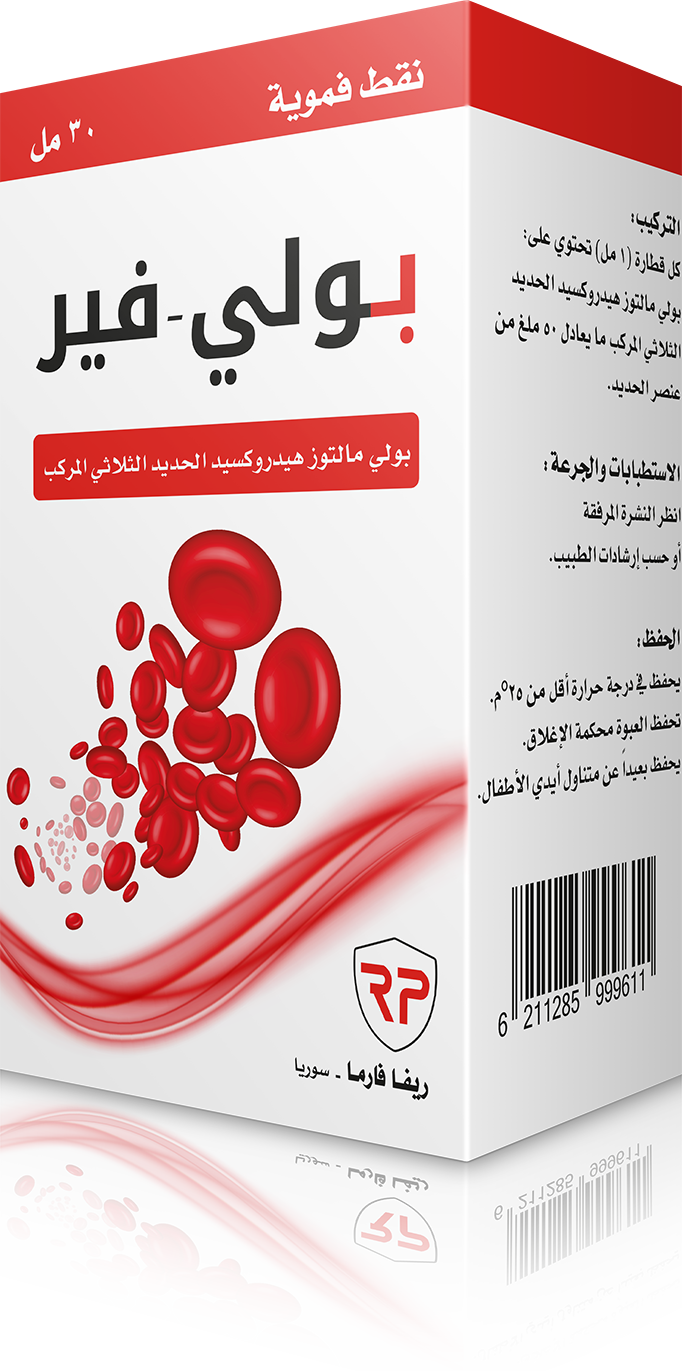 نقط فموية
٣٠ مل
بولي-فير
بولي مالتوز هيدروكسيد الحديد الثلاثي المركب
RP
ريفا فارما - سوريا
التركيب:
كل قطارة (١ مل) تحتوي على:
بولي مالتوز هيدروكسيد الحديد
الثلاثي المركب ما يعادل ٥٠ ملغ من
عنصر الحديد.
الاستطبابات والجرعة :
انظر النشرة المرفقة
أو حسب إرشادات الطبيب.
الحفظ:
يحفظ في درجة حرارة أقل من ٢٥°م.
تحفظ العبوة محكمة الإغلاق.
يحفظ بعيداً عن متناول أيدي الأطفال.
6 211285 999611